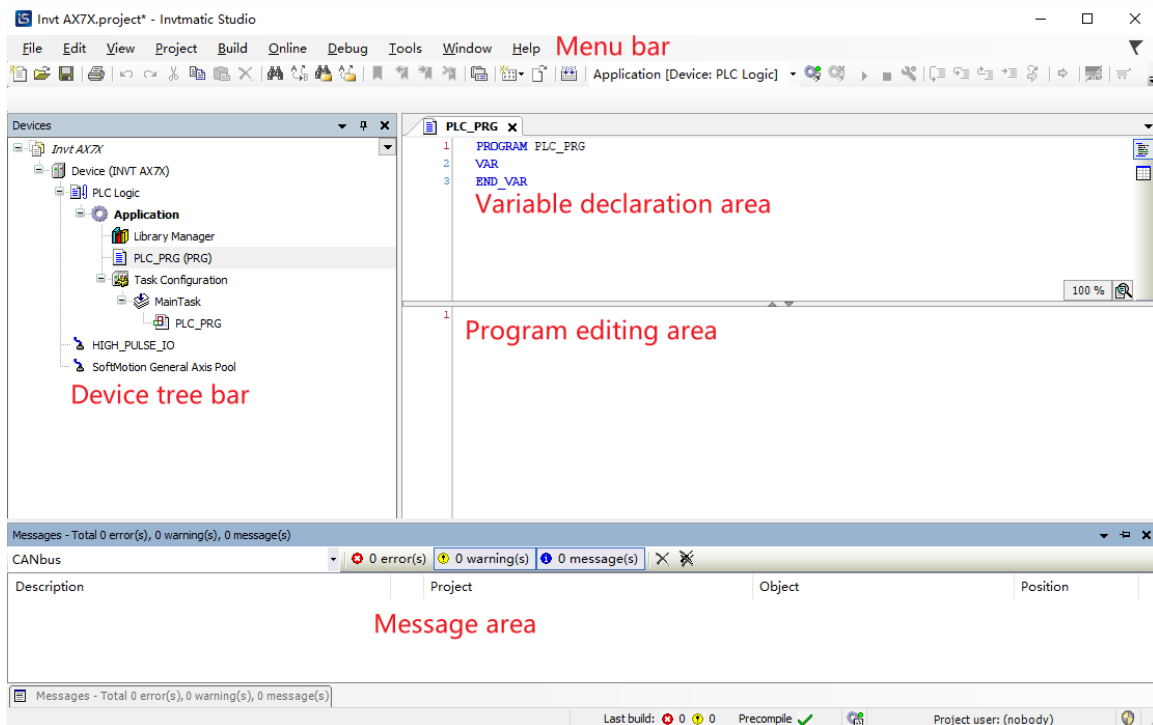 Invt AX7X.project* - Invtmatic Studio
File Edit View Project Build Online Debug Tools Window Help Menu bar
Application [Device: PLC Logic]
Devices
Invt AX7X
Device (INVT AX7X)
PLC Logic
Application
Library Manager
PLC_PRG (PRG)
Task Configuration
MainTask
PLC_PRG
HIGH_PULSE_IO
SoftMotion General Axis Pool
Device tree bar
PLC_PRG
1 PROGRAM PLC_PRG
2 VAR
3 END_VAR
Variable declaration area
100 %
1
Program editing area
Messages - Total 0 error(s), 0 warning(s), 0 message(s)
CANbus 0 error(s) 0 warning(s) 0 message(s)
Description Project Object Position
Message area
Messages - Total 0 error(s), 0 warning(s), 0 message(s)
Last build: 0 0 Precompile Project user: (nobody)